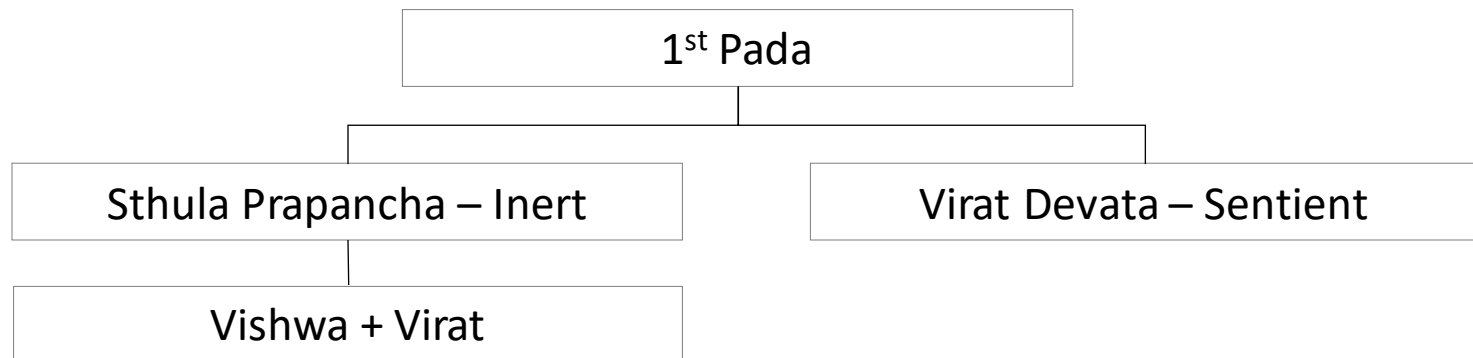 1st Pada
Sthula Prapancha – Inert
Virat Devata – Sentient
Vishwa + Virat